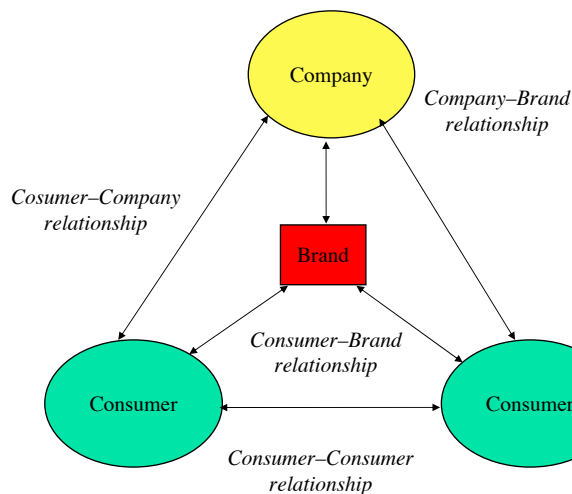 Company
Company–Brand
relationship
Cosumer–Company
relationship
Brand
Consumer–Brand
relationship
Consumer
Consumer
Consumer–Consumer
relationship